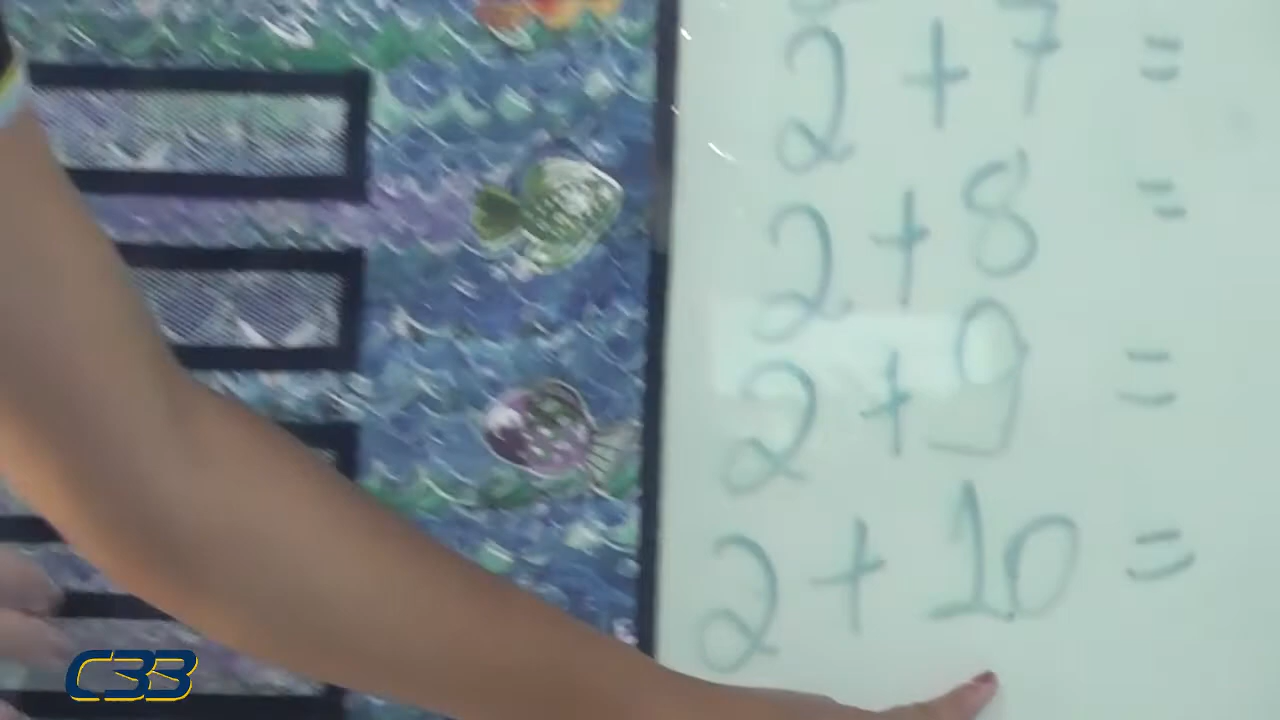 2 + 7 =
2 + 8 =
2 + 9 =
2 + 10 =
C33